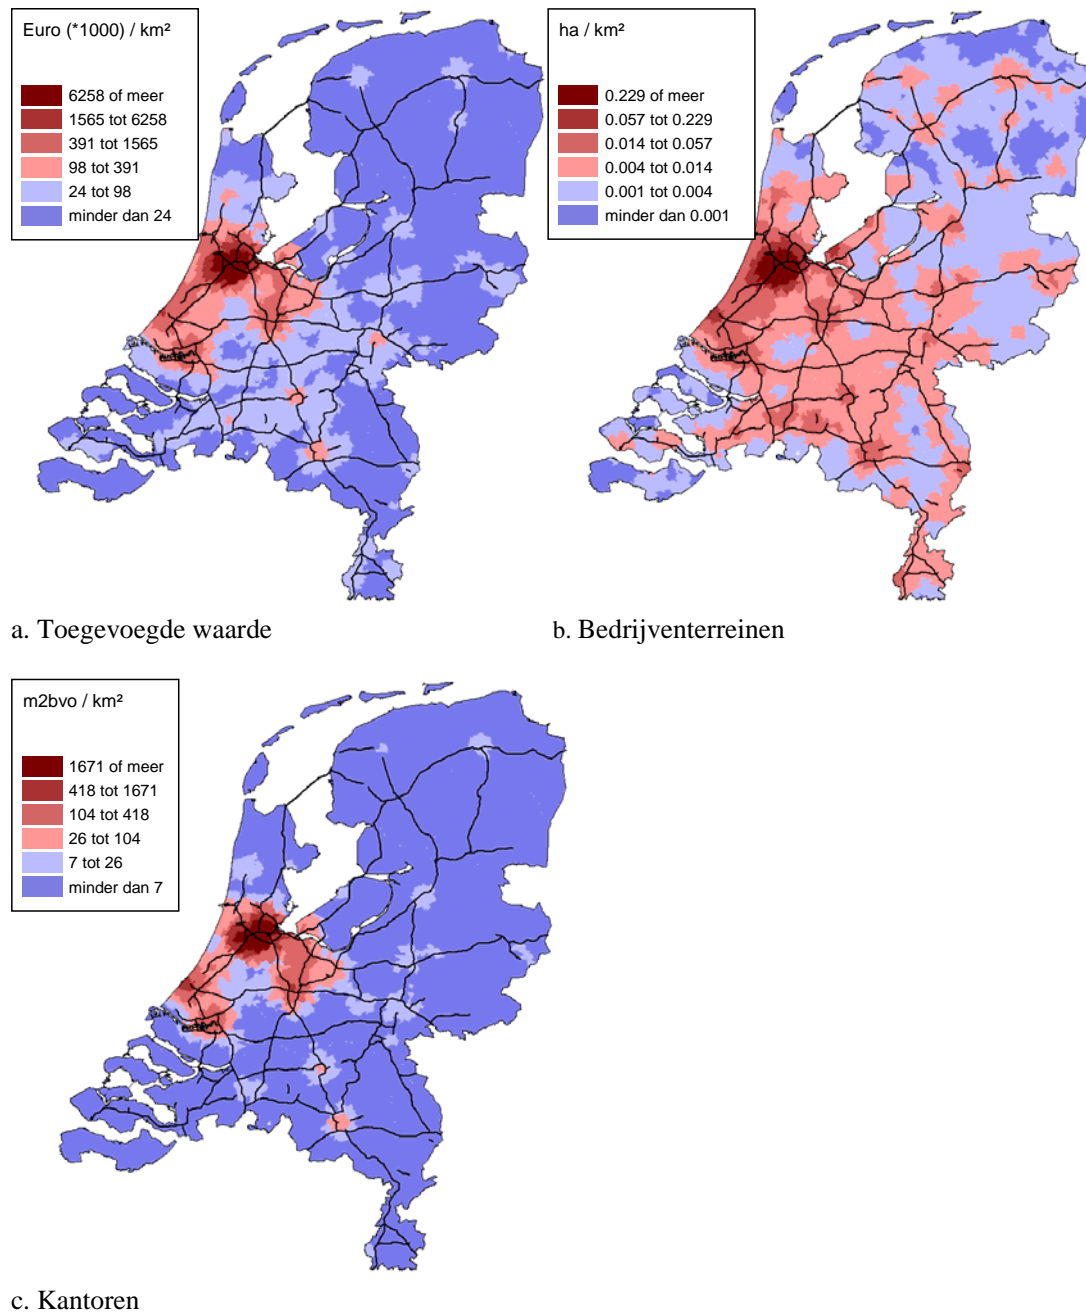 Euro (*1000) / km²
6258 of meer
1565 tot 6258
391 tot 1565
98 tot 391
24 tot 98
minder dan 24
ha / km²
0.229 of meer
0.057 tot 0.229
0.014 tot 0.057
0.004 tot 0.014
0.001 tot 0.004
minder dan 0.001
a. Toegevoegde waarde
b. Bedrijventerreinen
m2bvo / km²
1671 of meer
418 tot 1671
104 tot 418
26 tot 104
7 tot 26
minder dan 7
c. Kantoren